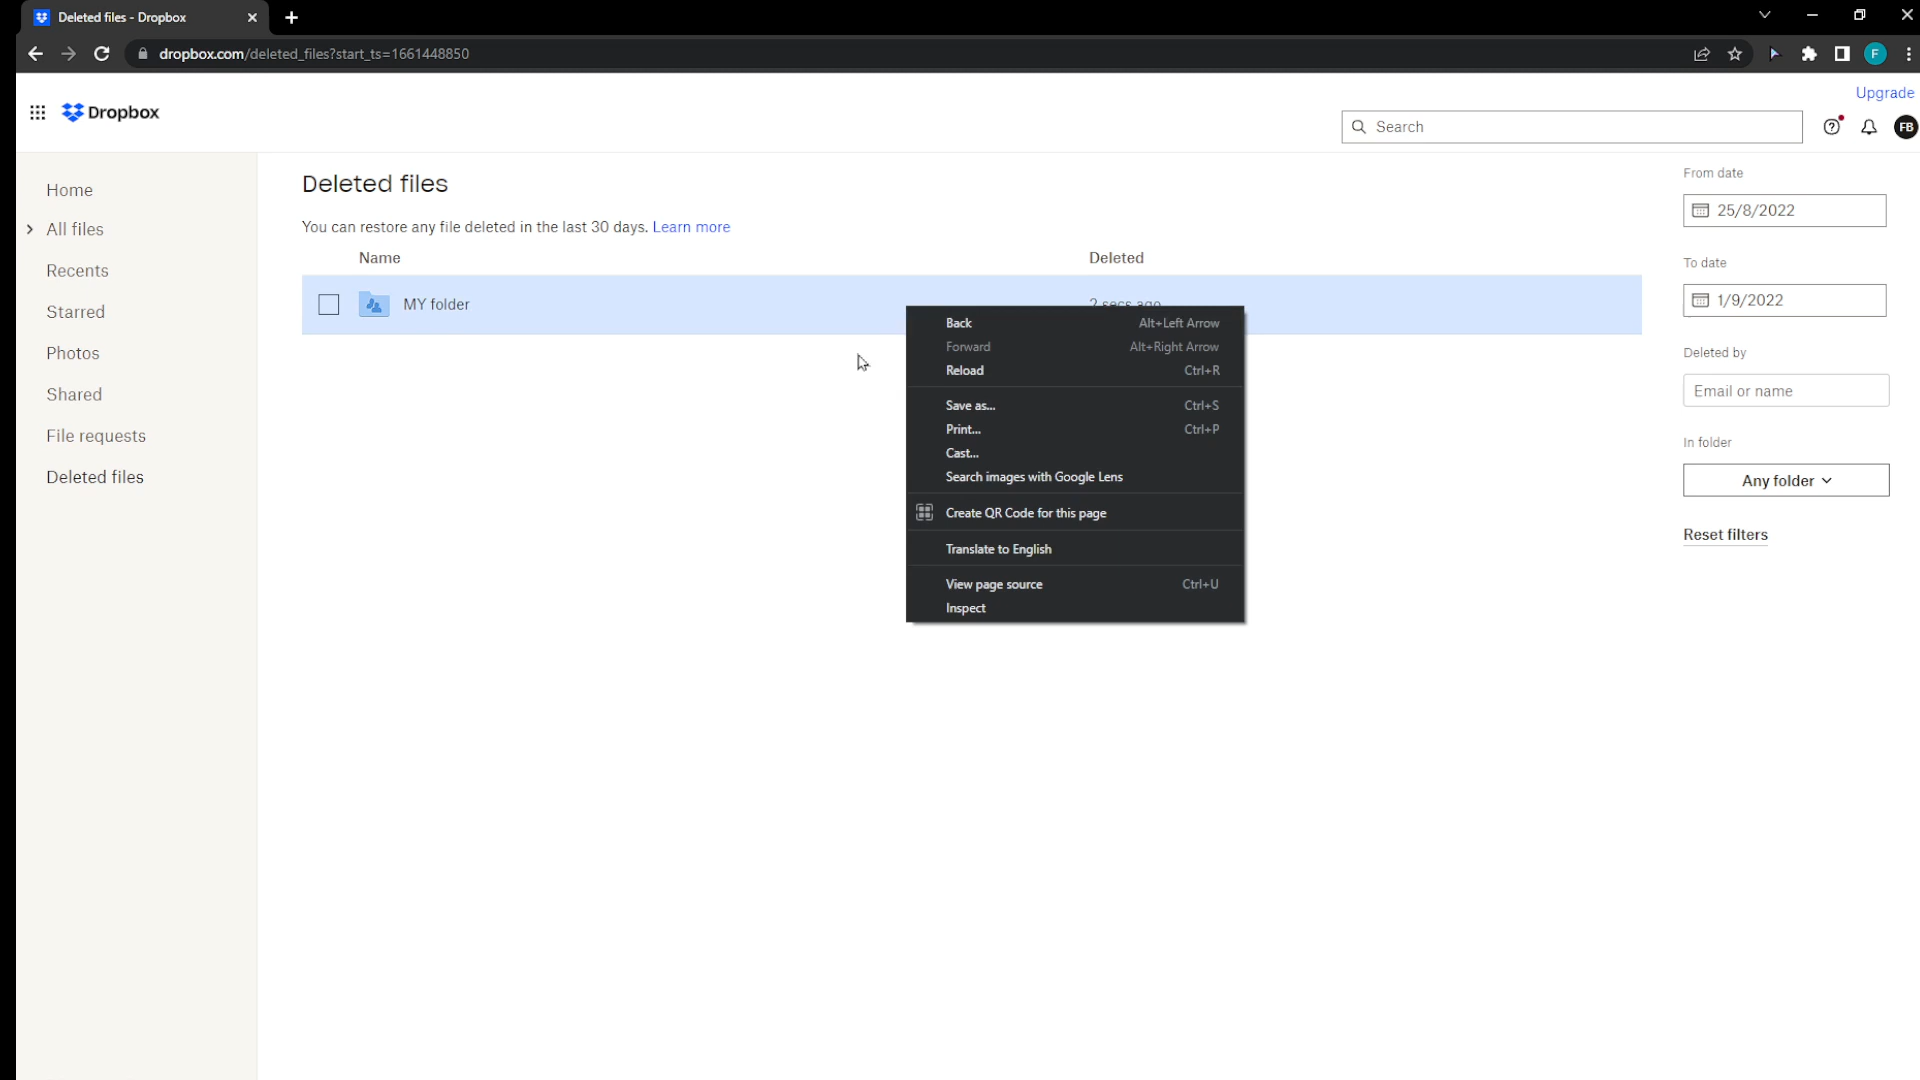 Deleted files - Dropbox
dropbox.com/deleted_files?start_ts=1661448850
F
Upgrade
Dropbox
Search
FB
Home
All files
Recents
Starred
Photos
Shared
File requests
Deleted files
Deleted files
You can restore any file deleted in the last 30 days. Learn more
Name Deleted
MY folder 2 secs ago
Back Alt+Left Arrow
Forward Alt+Right Arrow
Reload Ctrl+R
Save as... Ctrl+S
Print... Ctrl+P
Cast...
Search images with Google Lens
Create QR Code for this page
Translate to English
View page source Ctrl+U
Inspect
From date
25/8/2022
To date
1/9/2022
Deleted by
Email or name
In folder
Any folder
Reset filters